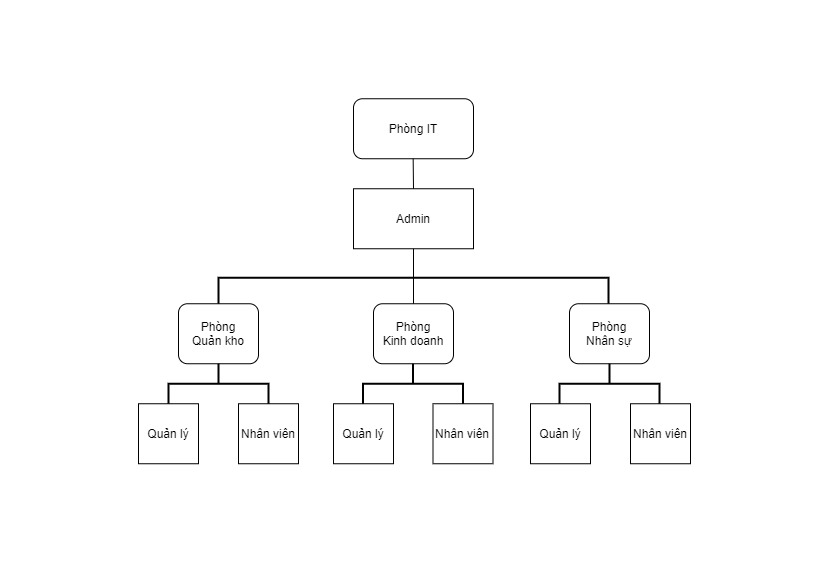 Phòng IT
Admin
Phòng
Quản kho
Phòng
Kinh doanh
Phòng
Nhân sự
Quản lý
Nhân viên
Quản lý
Nhân viên
Quản lý
Nhân viên